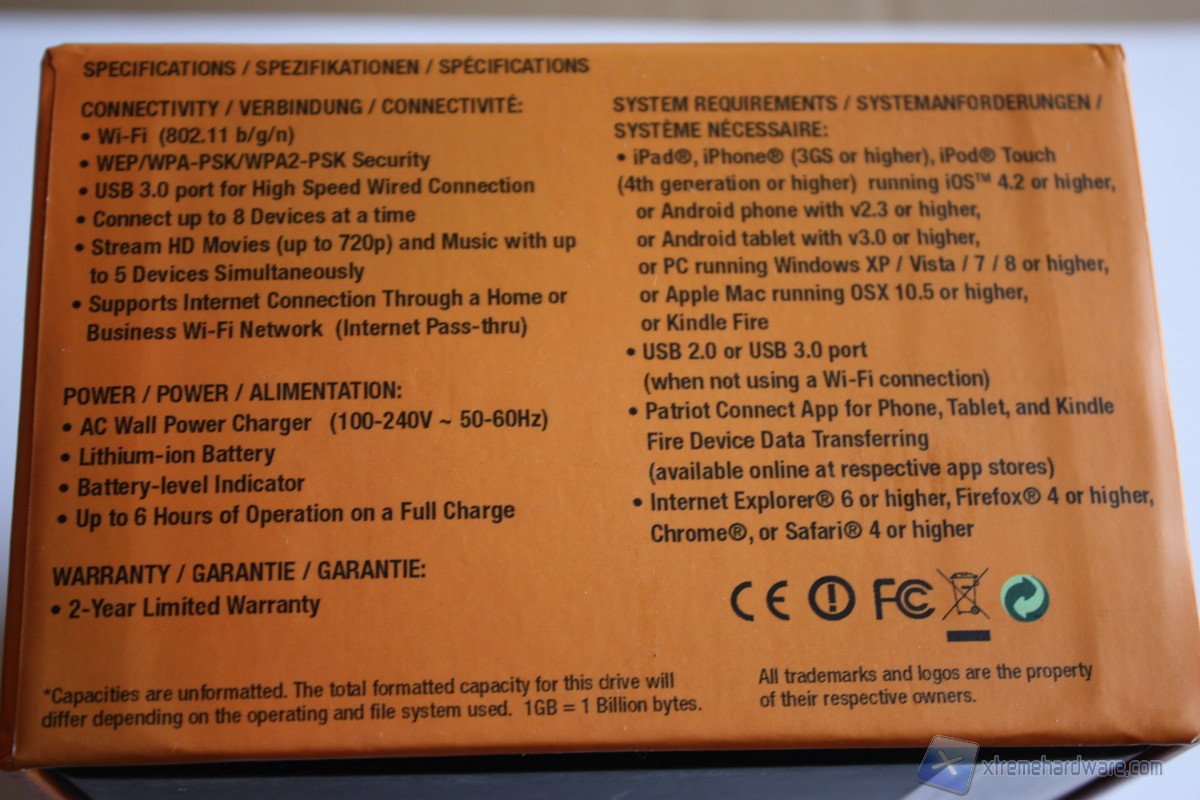 SPECIFICATIONS / SPEZIFIKATIONEN / SPÉCIFICATIONS
CONNECTIVITY / VERBINDUNG / CONNECTIVITÉ:
• Wi-Fi (802.11 b/g/n)
• WEP/WPA-PSK/WPA2-PSK Security
• USB 3.0 port for High Speed Wired Connection
• Connect up to 8 Devices at a time
• Stream HD Movies (up to 720p) and Music with up
to 5 Devices Simultaneously
• Supports Internet Connection Through a Home or
Business Wi-Fi Network (Internet Pass-thru)
POWER / POWER / ALIMENTATION:
• AC Wall Power Charger (100-240V ~ 50-60Hz)
• Lithium-ion Battery
• Battery-level Indicator
• Up to 6 Hours of Operation on a Full Charge
WARRANTY / GARANTIE / GARANTIE:
• 2-Year Limited Warranty
*Capacities are unformatted. The total formatted capacity for this drive will
differ depending on the operating and file system used. 1GB = 1 Billion bytes.
SYSTEM REQUIREMENTS / SYSTEMANFORDERUNGEN /
SYSTÈME NÉCESSAIRE:
• iPad®, iPhone® (3GS or higher), iPod® Touch
(4th generation or higher) running iOS™ 4.2 or higher,
or Android phone with v2.3 or higher,
or Android tablet with v3.0 or higher,
or PC running Windows XP / Vista / 7 / 8 or higher,
or Apple Mac running OSX 10.5 or higher,
or Kindle Fire
• USB 2.0 or USB 3.0 port
(when not using a Wi-Fi connection)
• Patriot Connect App for Phone, Tablet, and Kindle
Fire Device Data Transferring
(available online at respective app stores)
• Internet Explorer® 6 or higher, Firefox® 4 or higher,
Chrome®, or Safari® 4 or higher
CE FC
All trademarks and logos are the property
of their respective owners.
xtremehardware.com